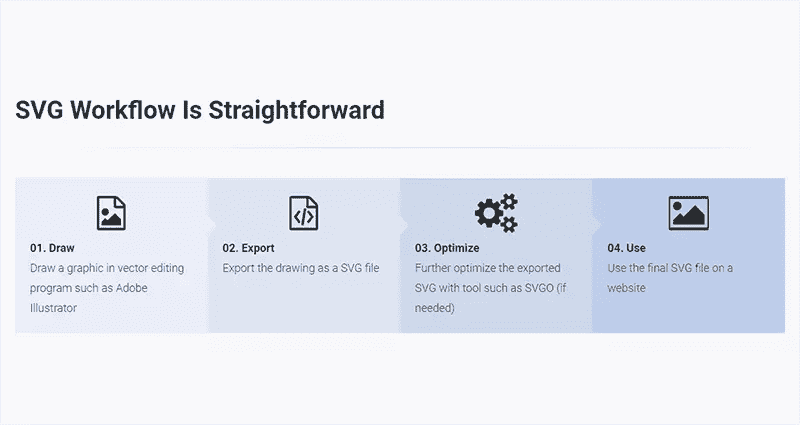 SVG Workflow Is Straightforward
01. Draw
Draw a graphic in vector editing
program such as Adobe
Illustrator
02. Export
Export the drawing as a SVG file
03. Optimize
Further optimize the exported
SVG with tool such as SVGO (if
needed)
04. Use
Use the final SVG file on a
website